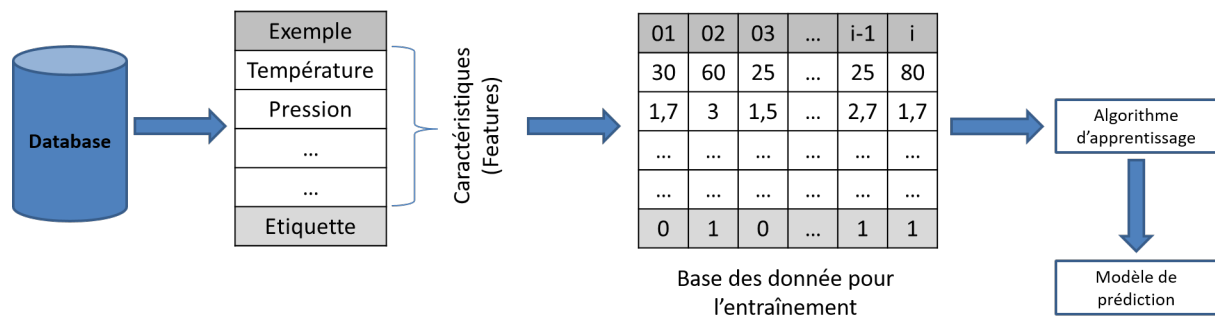 Database
Exemple
Température
Pression
...
...
Etiquette
Caractéristiques
(Features)
01 02 03 ... i-1 i
30 60 25 ... 25 80
1,7 3 1,5 ... 2,7 1,7
... ... ... ... ... ...
... ... ... ... ... ...
0 1 0 ... 1 1
Base des donnée pour
l'entraînement
Algorithme
d'apprentissage
Modèle de
prédiction